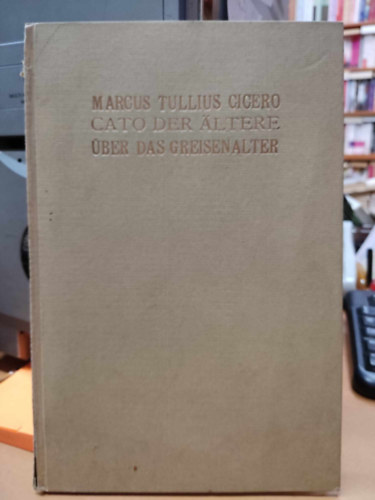 MARCUS TULLIUS CICERO
CATO DER ÄLTERE
ÜBER DAS GREISENALTER